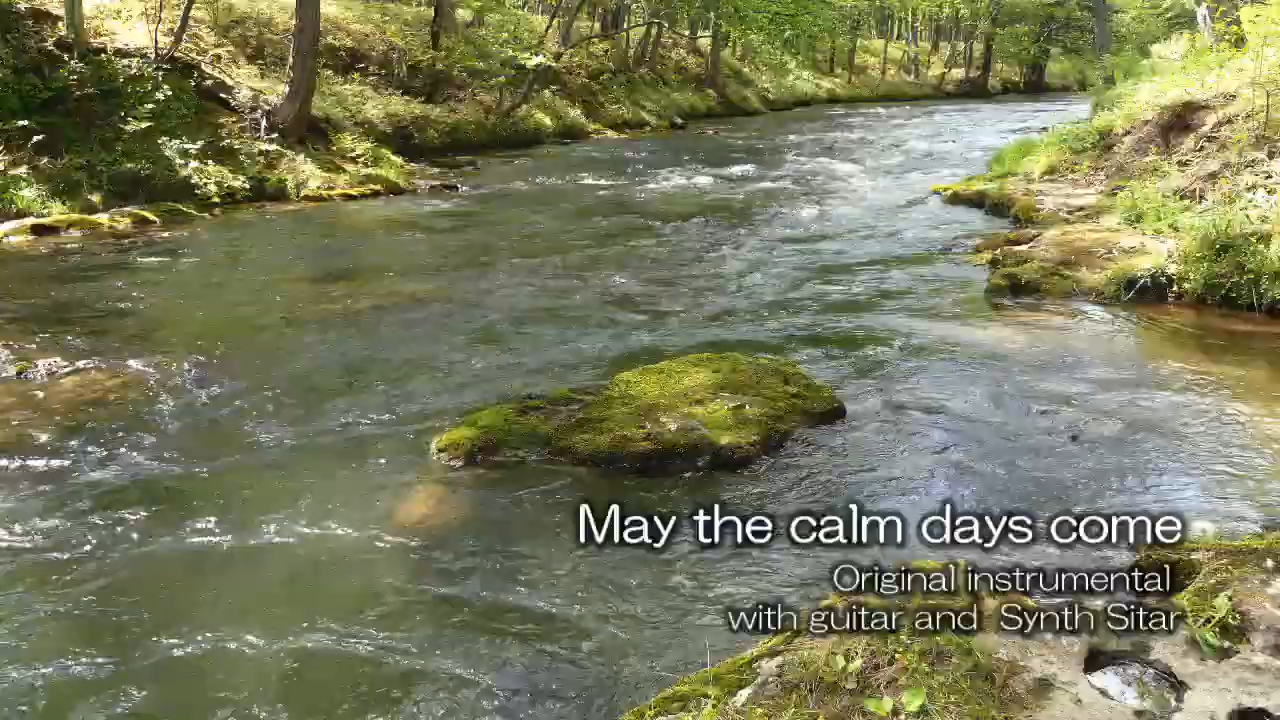 May the calm days come
Original instrumental
with guitar and Synth Sitar